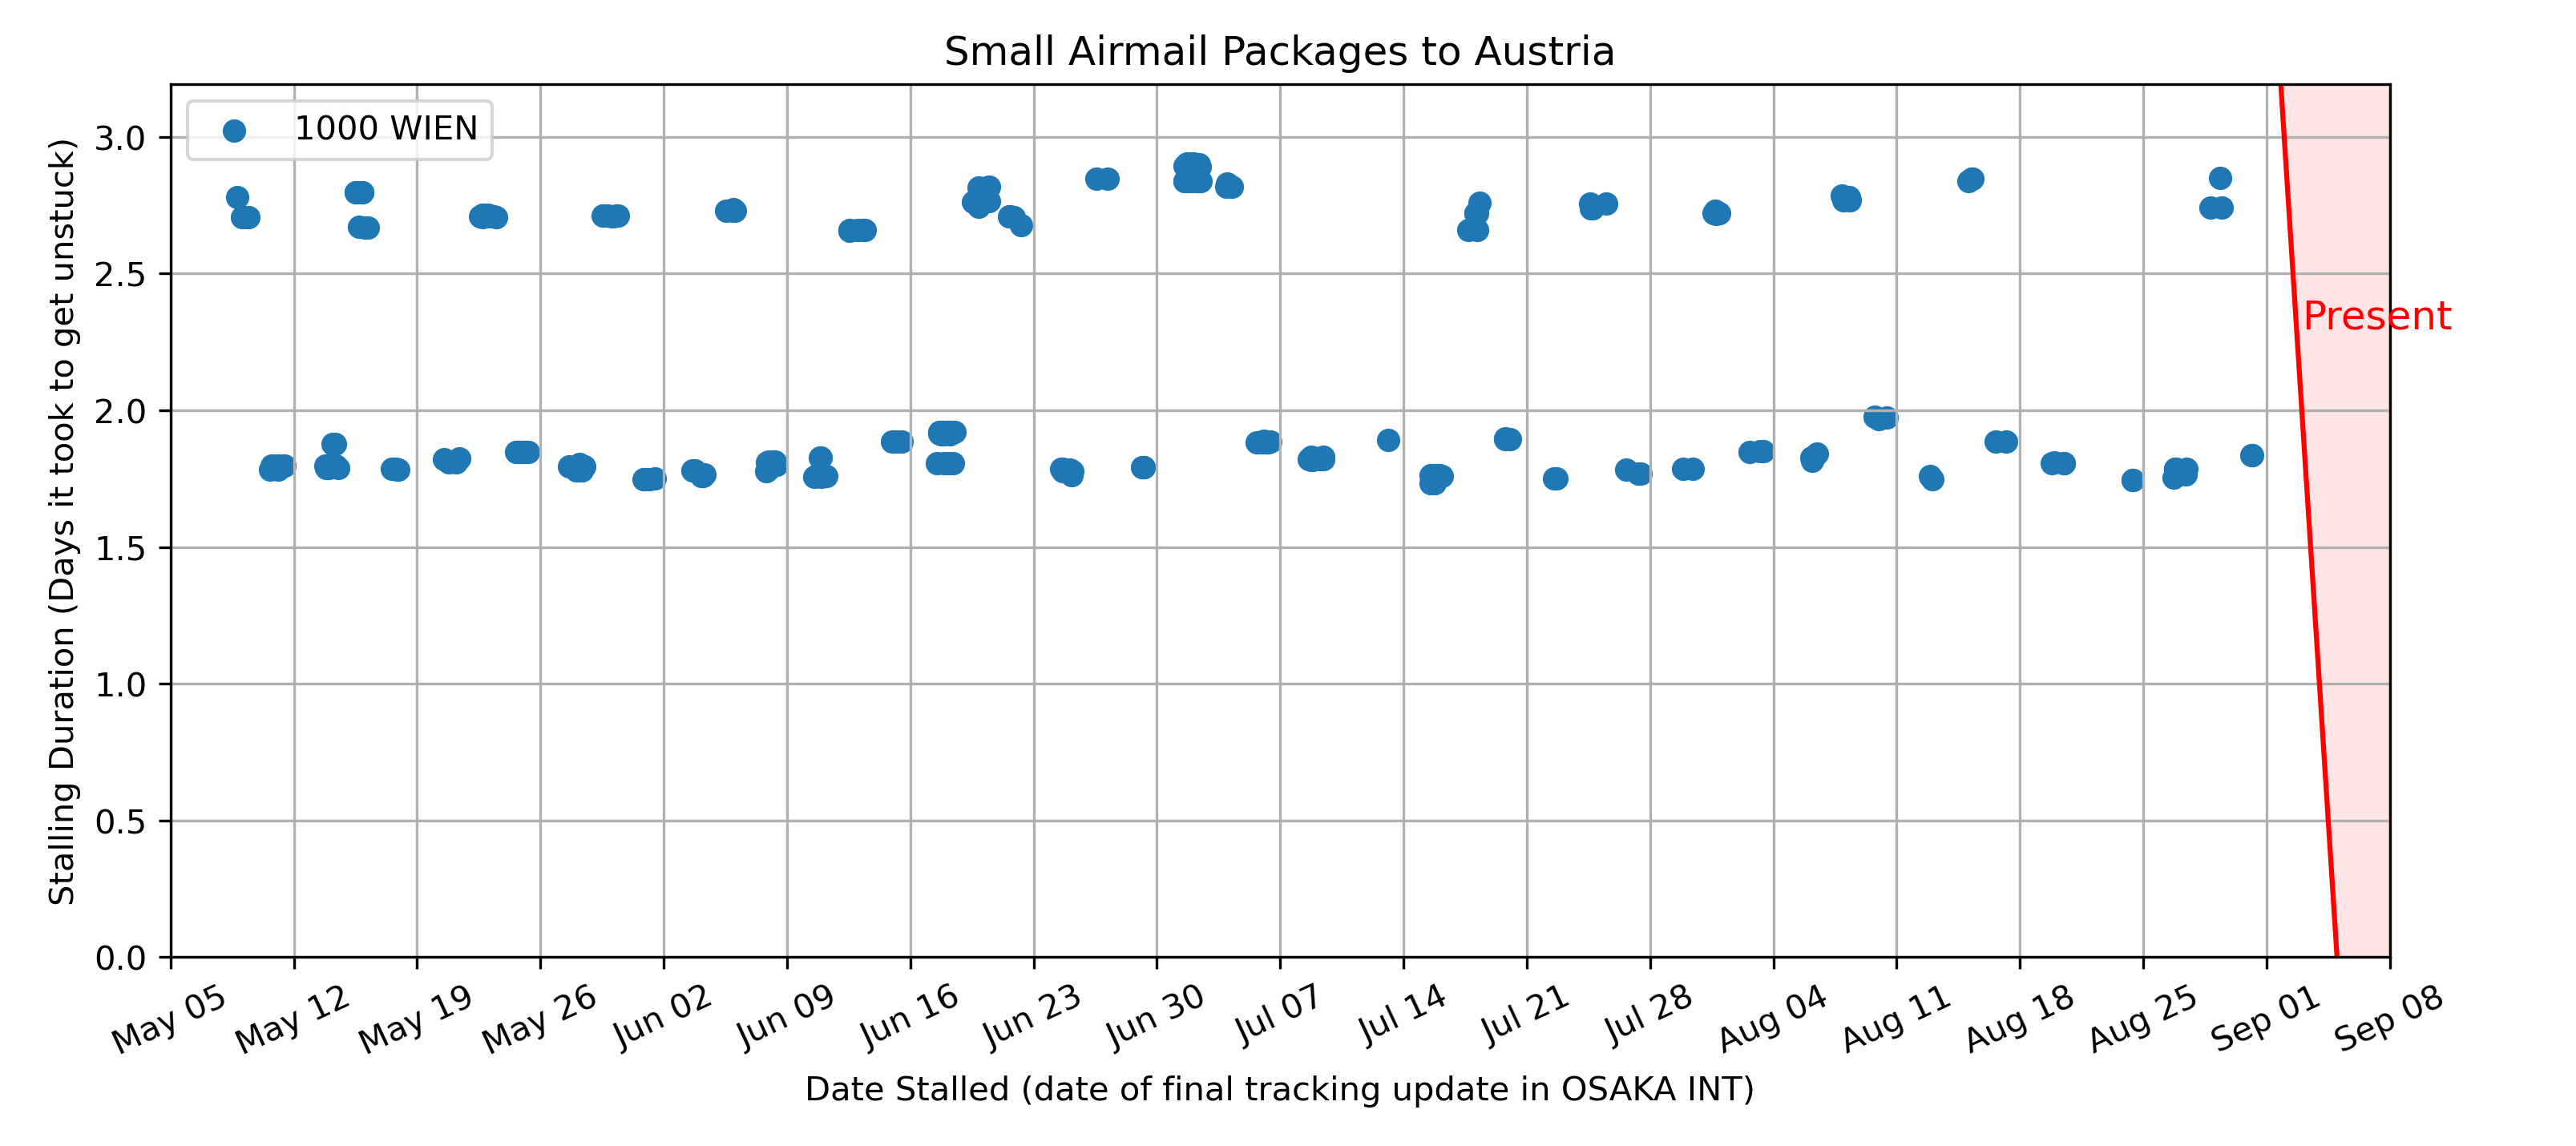 Small Airmail Packages to Austria
1000 WIEN
Stalling Duration (Days it took to get unstuck)
3.0
2.5
2.0
1.5
1.0
0.5
0.0
Present
May 05 May 12 May 19 May 26 Jun 02 Jun 09 Jun 16 Jun 23 Jun 30 Jul 07 Jul 14 Jul 21 Jul 28 Aug 04 Aug 11 Aug 18 Aug 25 Sep 01 Sep 08
Date Stalled (date of final tracking update in OSAKA INT)